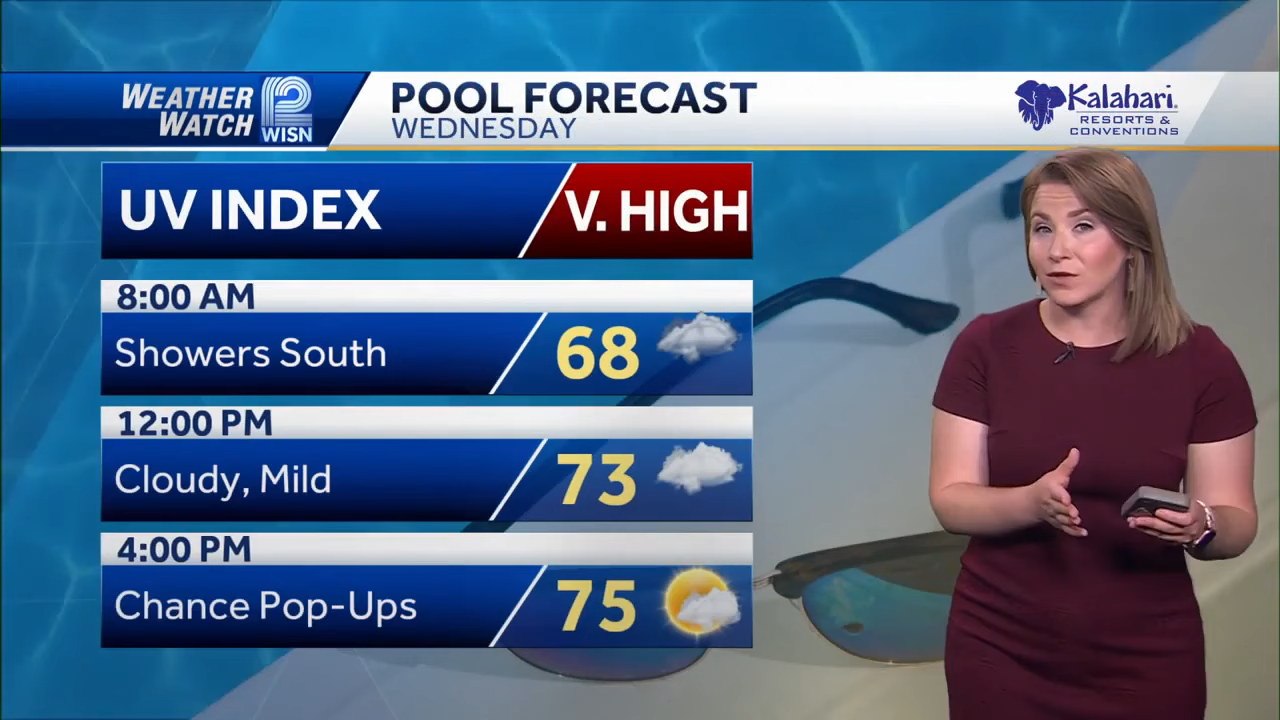 WEATHER WATCH 12 WISN
POOL FORECAST
WEDNESDAY
Kalahari
RESORTS & CONVENTIONS
UV INDEX V. HIGH
8:00 AM
Showers South 68
12:00 PM
Cloudy, Mild 73
4:00 PM
Chance Pop-Ups 75